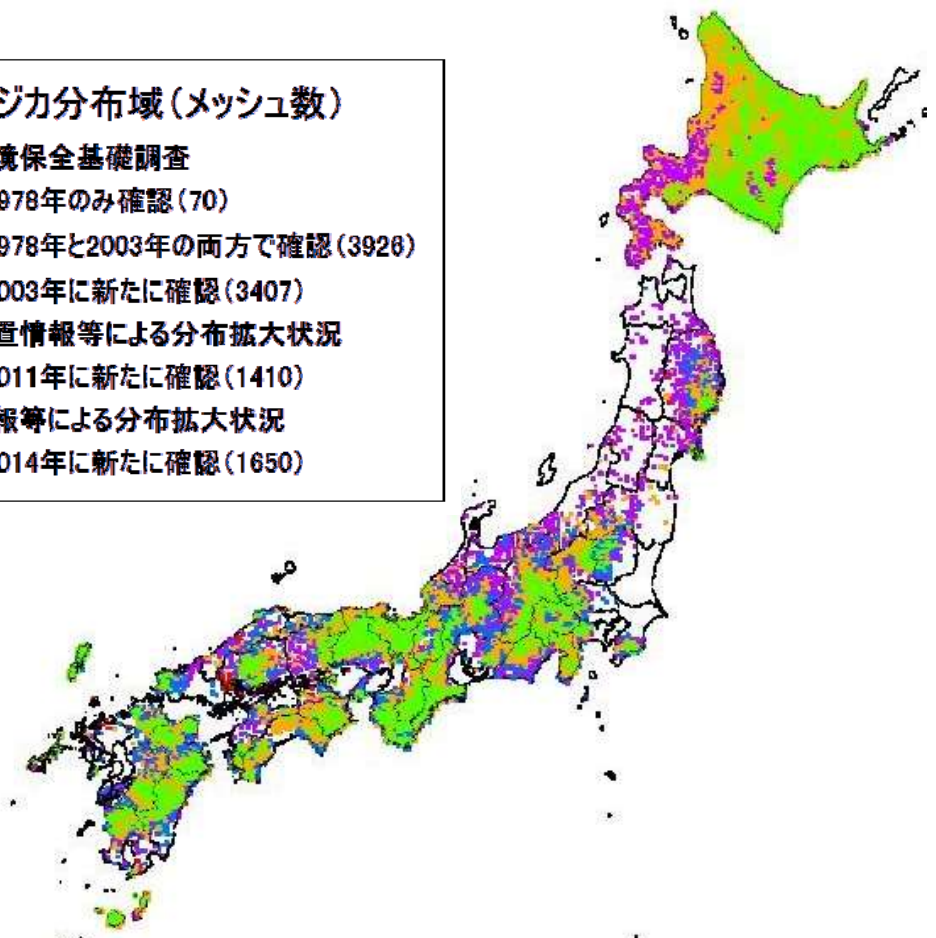 ジカ分布域(メッシュ数)
境保全基礎調査
978年のみ確認(70)
978年と2003年の両方で確認(3926)
003年に新たに確認(3407)
置情報等による分布拡大状況
011年に新たに確認(1410)
報等による分布拡大状況
014年に新たに確認(1650)